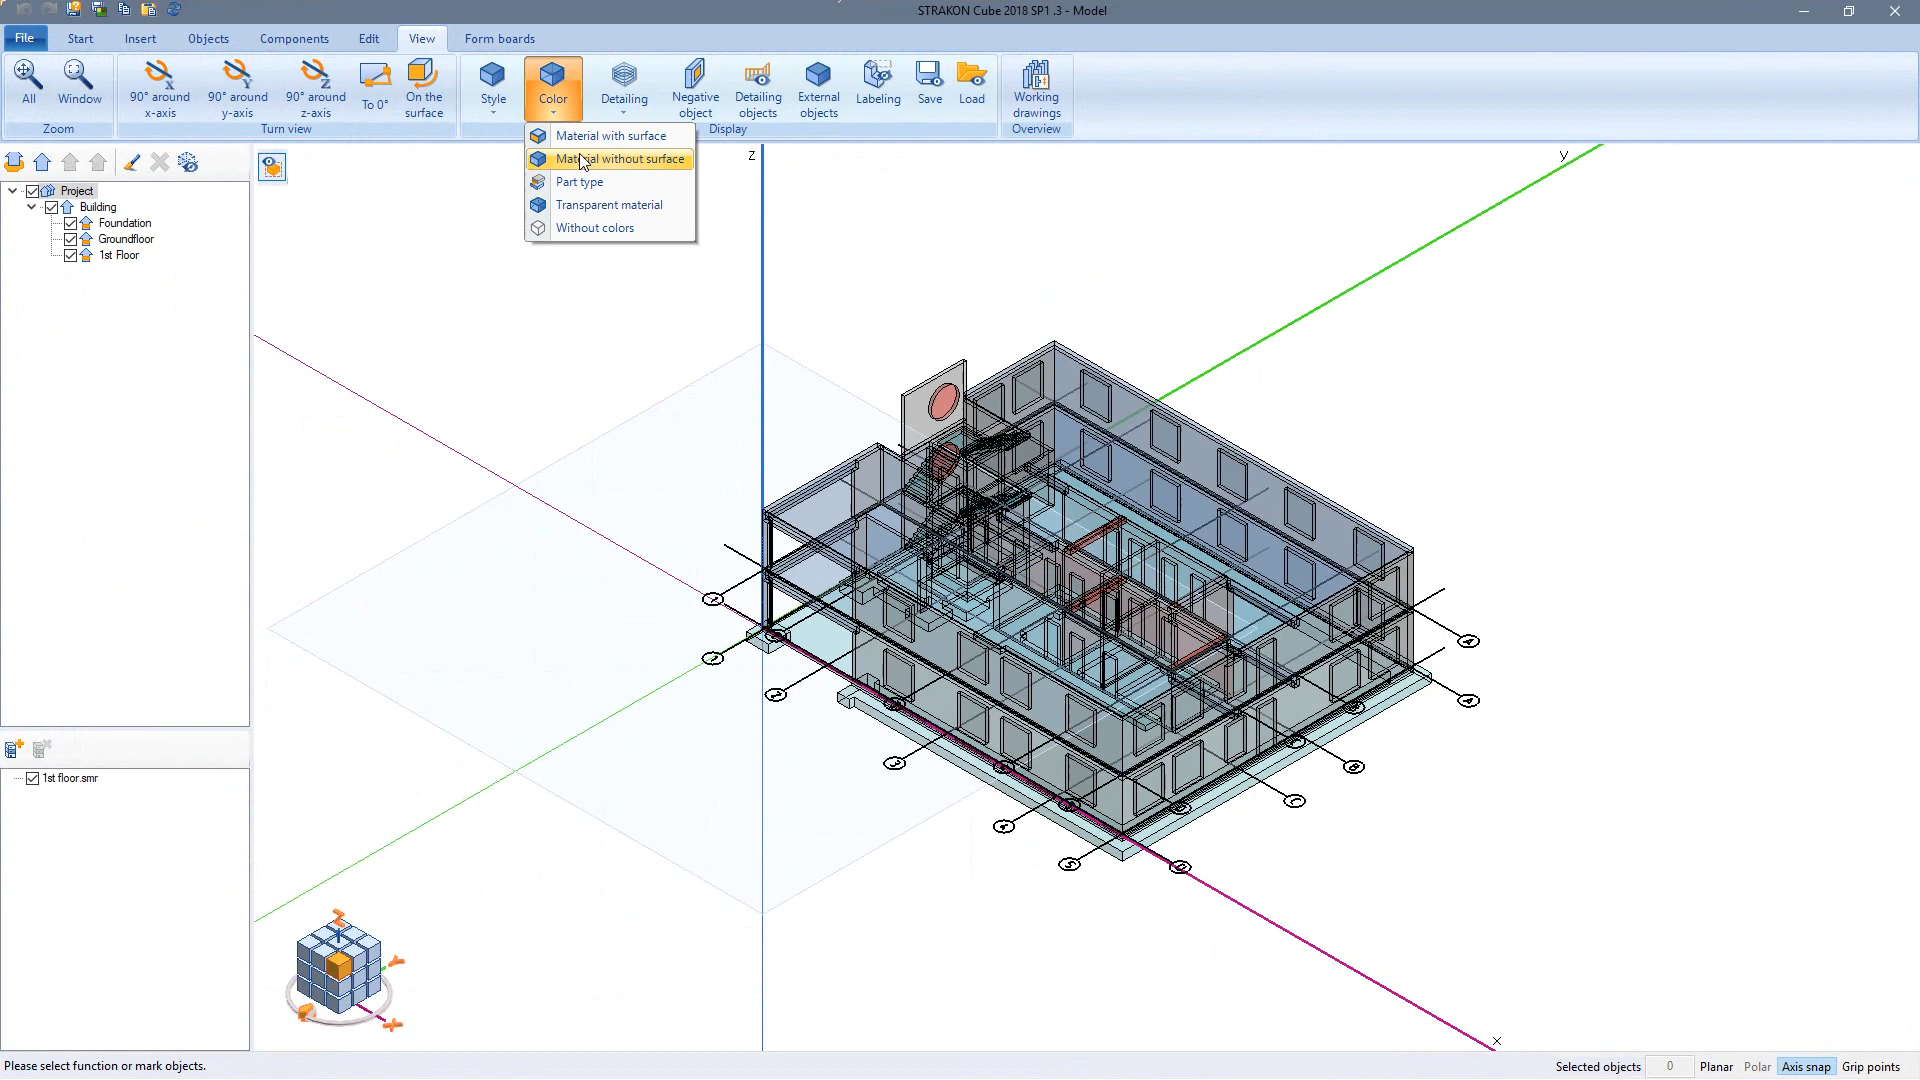 STRAKON Cube 2018 SP1 .3 - Model
File Start Insert Objects Components Edit View Form boards
All
Window
Zoom
90° around
x-axis
90° around
y-axis
90° around
z-axis
To 0°
On the
surface
Turn view
Style
Color
Detailing
Negative
object
Detailing
objects
External
objects
Labeling
Save
Load
Display
Working
drawings
Overview
Material with surface
Material without surface
Part type
Transparent material
Without colors
Project
Building
Foundation
Groundfloor
1st Floor
1st floor.smr
z
y
x
Please select function or mark objects.
Selected objects 0 Planar Polar Axis snap Grip points